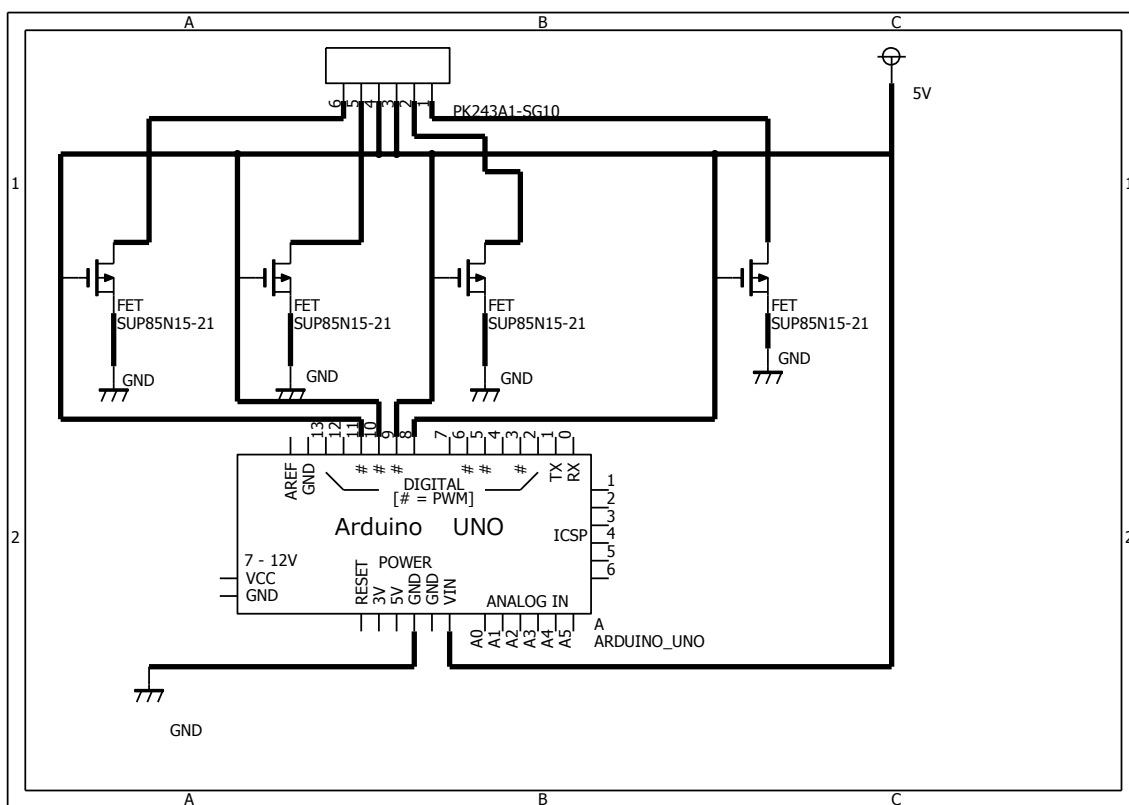 A B C
6 5 4 3 2 1
PK243A1-SG10
5V
1 1
FET
SUP85N15-21
GND
FET
SUP85N15-21
GND
FET
SUP85N15-21
GND
FET
SUP85N15-21
GND
13 12 11 10 9 8 7 6 5 4 3 2 1 0
AREF GND # # # # # # TX RX
DIGITAL
[# = PWM]
Arduino UNO
1
2
3
ICSP 4
5
6
2 2
7 - 12V
VCC
GND
POWER
RESET 3V 5V GND GND VIN
ANALOG IN
A0 A1 A2 A3 A4 A5
A
ARDUINO_UNO
GND
A B C